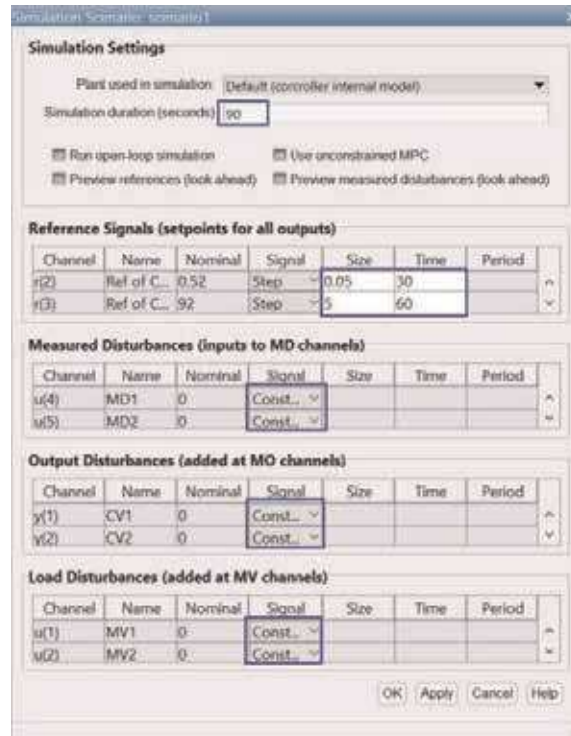 Simulation Scenario: scenario1
Simulation Settings
Plant used in simulation: Default (controller internal model)
Simulation duration (seconds) 90
Run open-loop simulation Use unconstrained MPC
Preview references (look ahead) Preview measured disturbances (look ahead)
Reference Signals (setpoints for all outputs)
Channel Name Nominal Signal Size Time Period
r(2) Ref of C... 0.52 Step 0.05 30
r(3) Ref of C... 92 Step 5 60
Measured Disturbances (inputs to MD channels)
Channel Name Nominal Signal Size Time Period
u(4) MD1 0 Const...
u(5) MD2 0 Const...
Output Disturbances (added at MO channels)
Channel Name Nominal Signal Size Time Period
y(1) CV1 0 Const...
y(2) CV2 0 Const...
Load Disturbances (added at MV channels)
Channel Name Nominal Signal Size Time Period
u(1) MV1 0 Const...
u(2) MV2 0 Const...
OK Apply Cancel Help